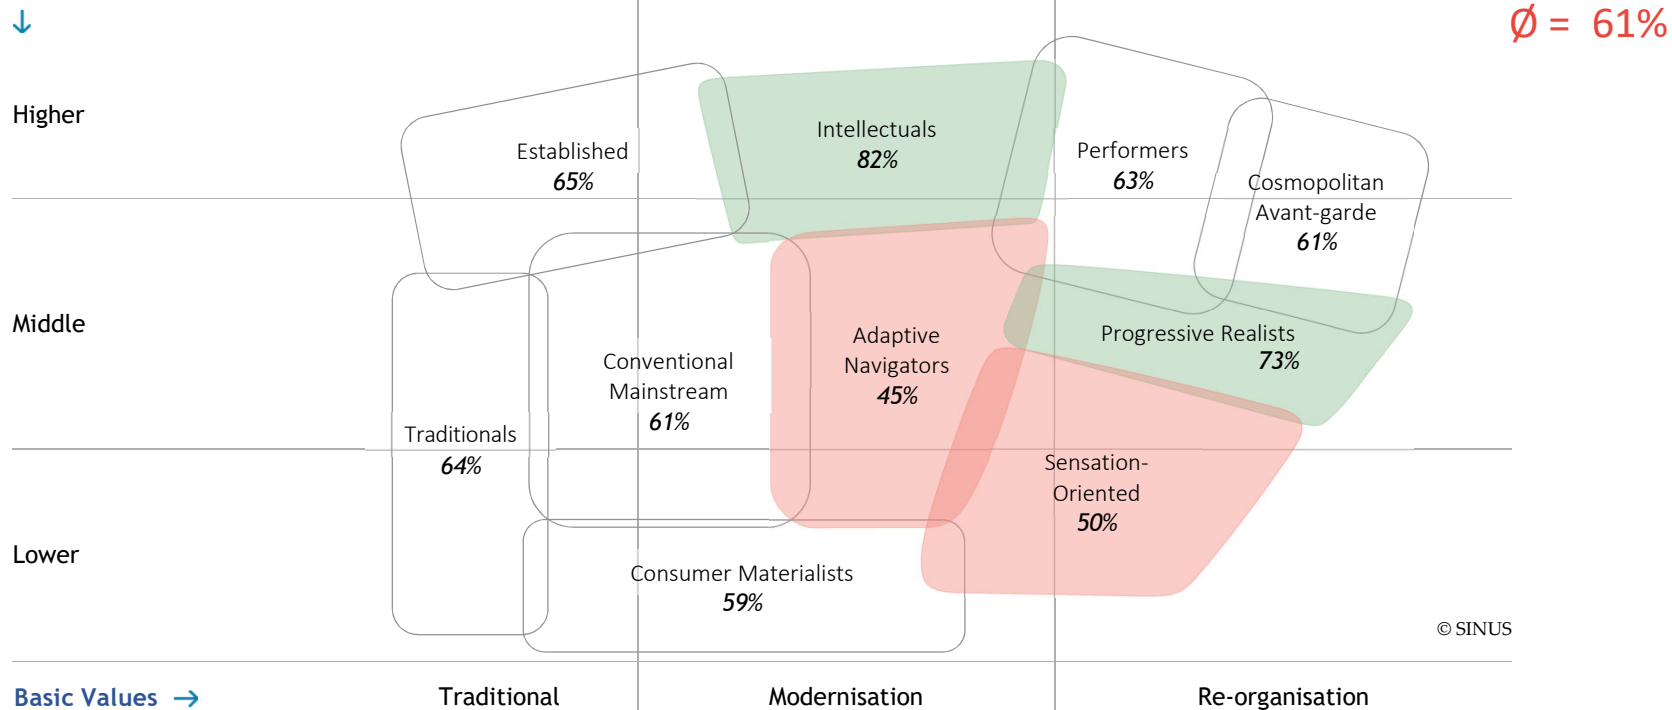 ↓
Ø = 61%
Higher
Established
65%
Intellectuals
82%
Performers
63%
Cosmopolitan
Avant-garde
61%
Middle
Conventional
Mainstream
61%
Adaptive
Navigators
45%
Progressive Realists
73%
Traditionals
64%
Sensation-
Oriented
50%
Lower
Consumer Materialists
59%
© SINUS
Basic Values →
Traditional
Modernisation
Re-organisation